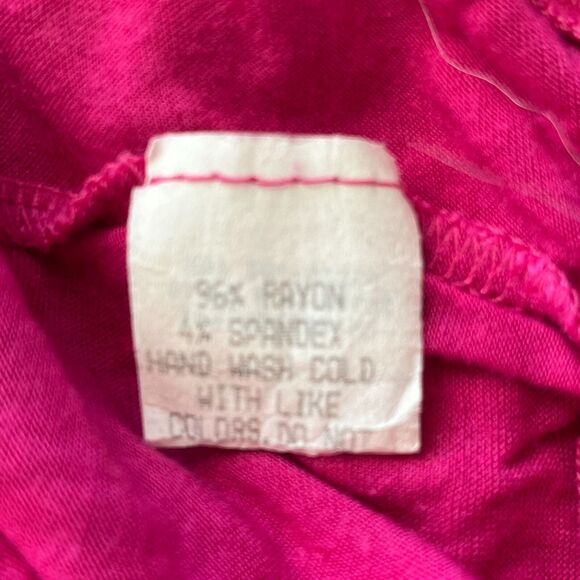 96% RAYON
4% SPANDEX
HAND WASH COLD
WITH LIKE
COLORS. DO NOT